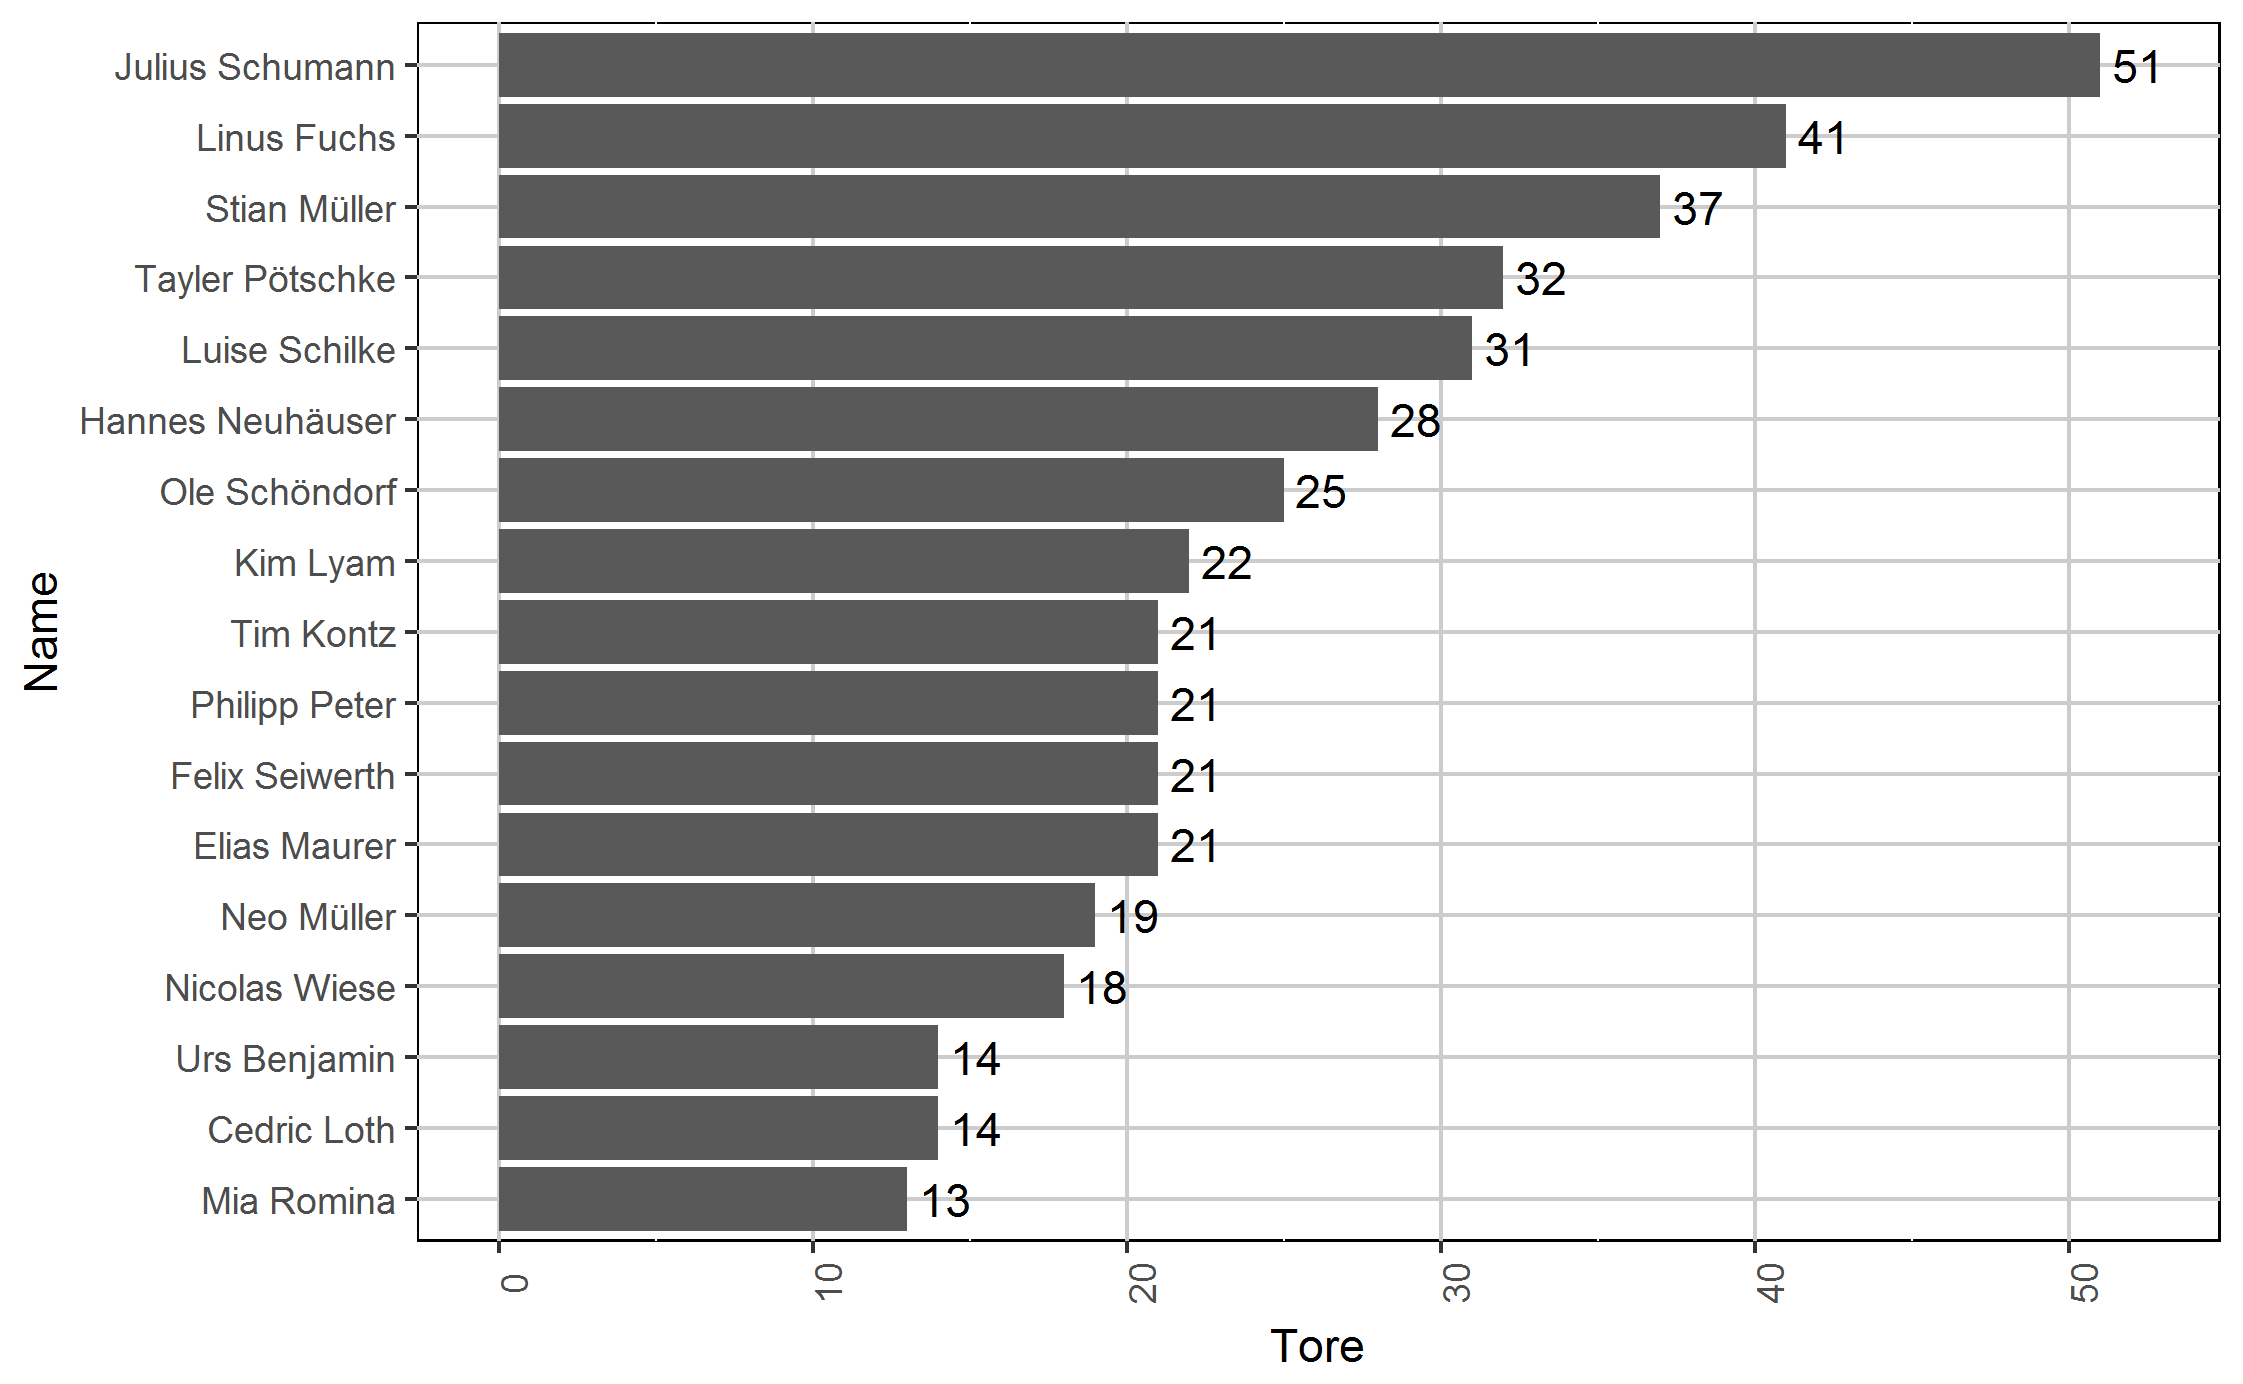 Julius Schumann 51
Linus Fuchs 41
Stian Müller 37
Tayler Pötschke 32
Luise Schilke 31
Hannes Neuhäuser 28
Ole Schöndorf 25
Kim Lyam 22
Tim Kontz 21
Philipp Peter 21
Felix Seiwerth 21
Elias Maurer 21
Neo Müller 19
Nicolas Wiese 18
Urs Benjamin 14
Cedric Loth 14
Mia Romina 13
Name
0 10 20 30 40 50
Tore